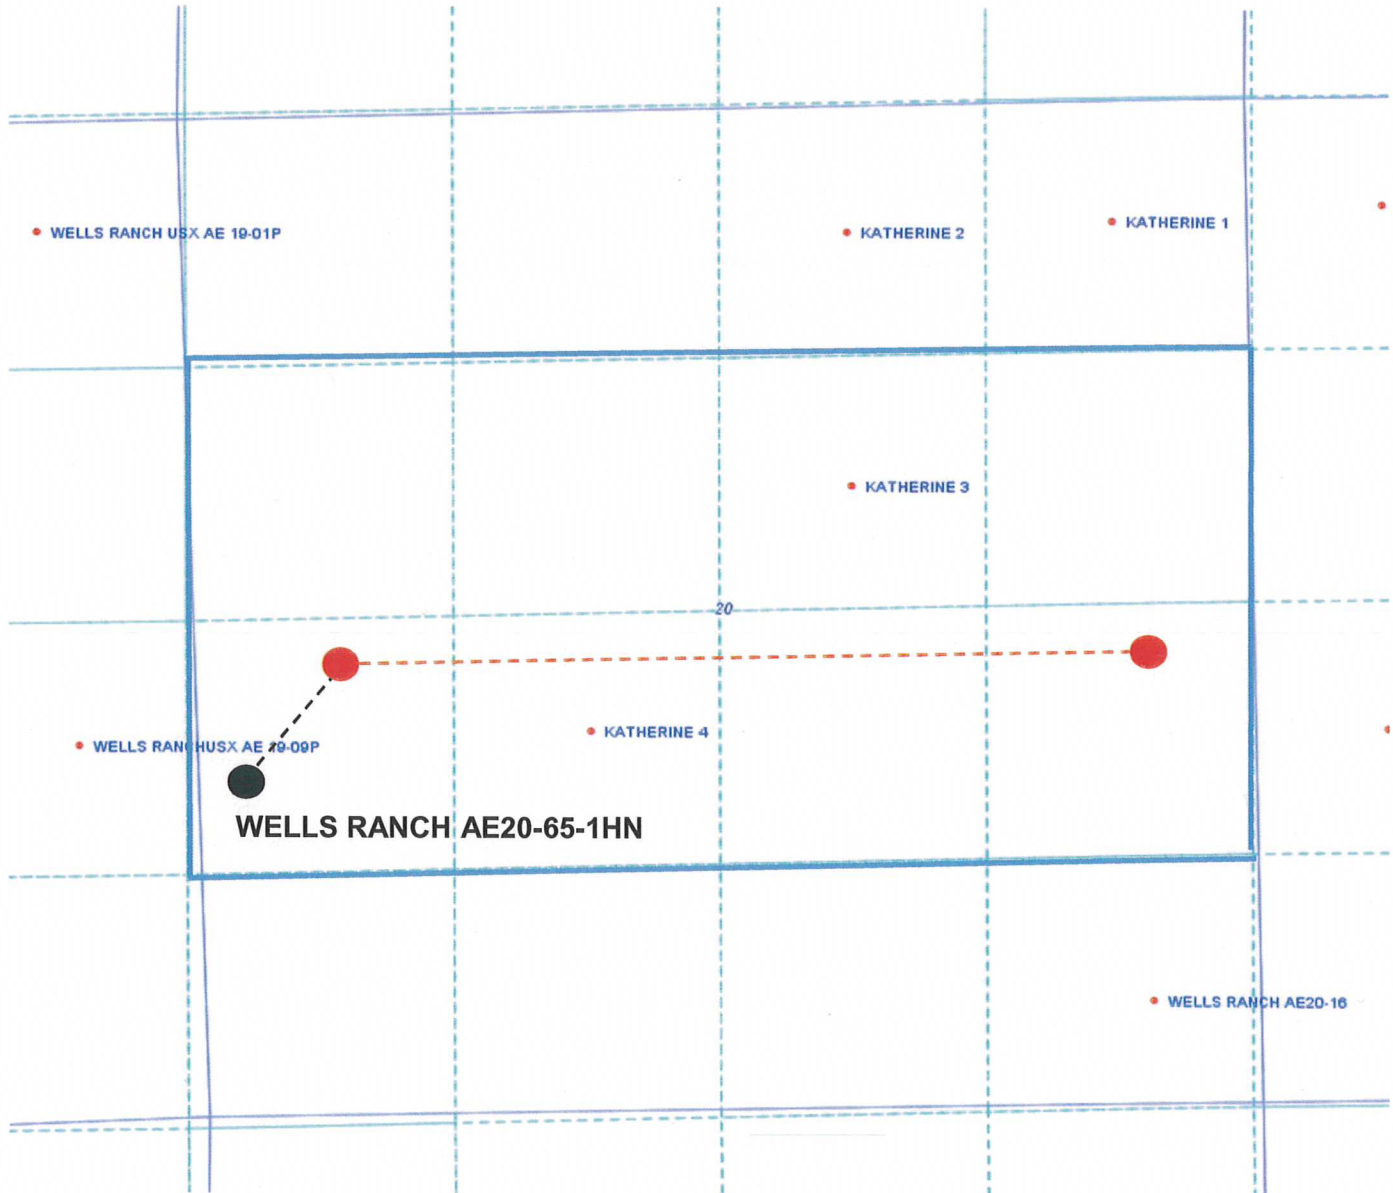 WELLS RANCH USX AE 19-01P
KATHERINE 2
KATHERINE 1
KATHERINE 3
20
KATHERINE 4
WELLS RANCHUSX AE 19-09P
WELLS RANCH AE20-65-1HN
WELLS RANCH AE20-16